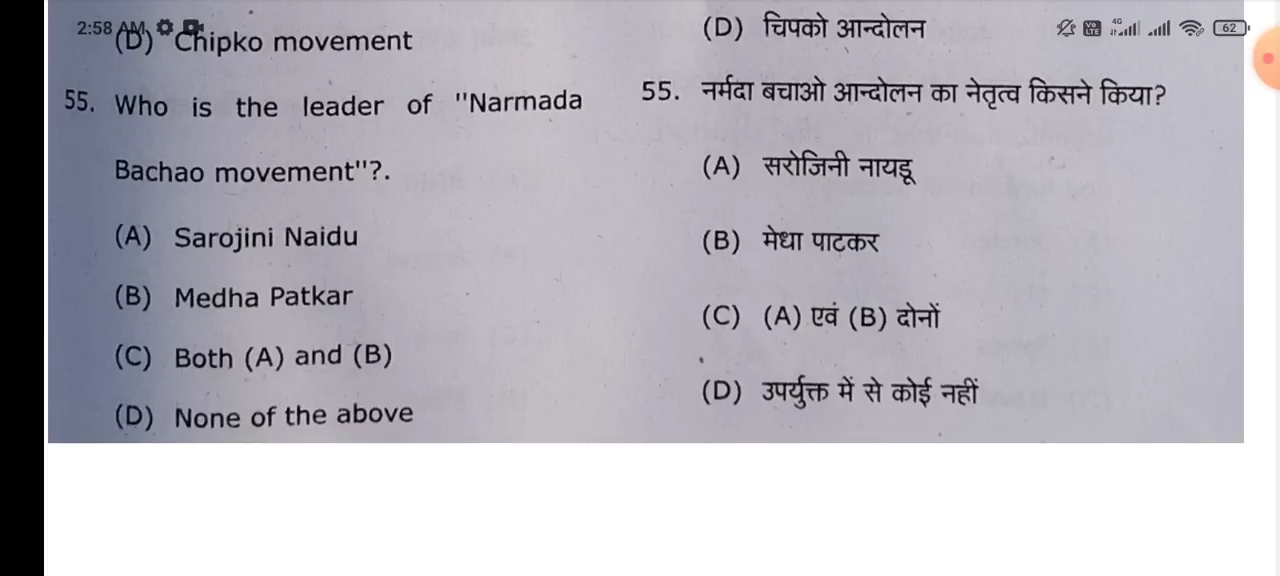 2:58 AM
62
(D) Chipko movement
55. Who is the leader of "Narmada
Bachao movement"?.
(A) Sarojini Naidu
(B) Medha Patkar
(C) Both (A) and (B)
(D) None of the above
(D) चिपको आन्दोलन
55. नर्मदा बचाओ आन्दोलन का नेतृत्व किसने किया?
(A) सरोजिनी नायडू
(B) मेधा पाटकर
(C) (A) एवं (B) दोनों
(D) उपर्युक्त में से कोई नहीं